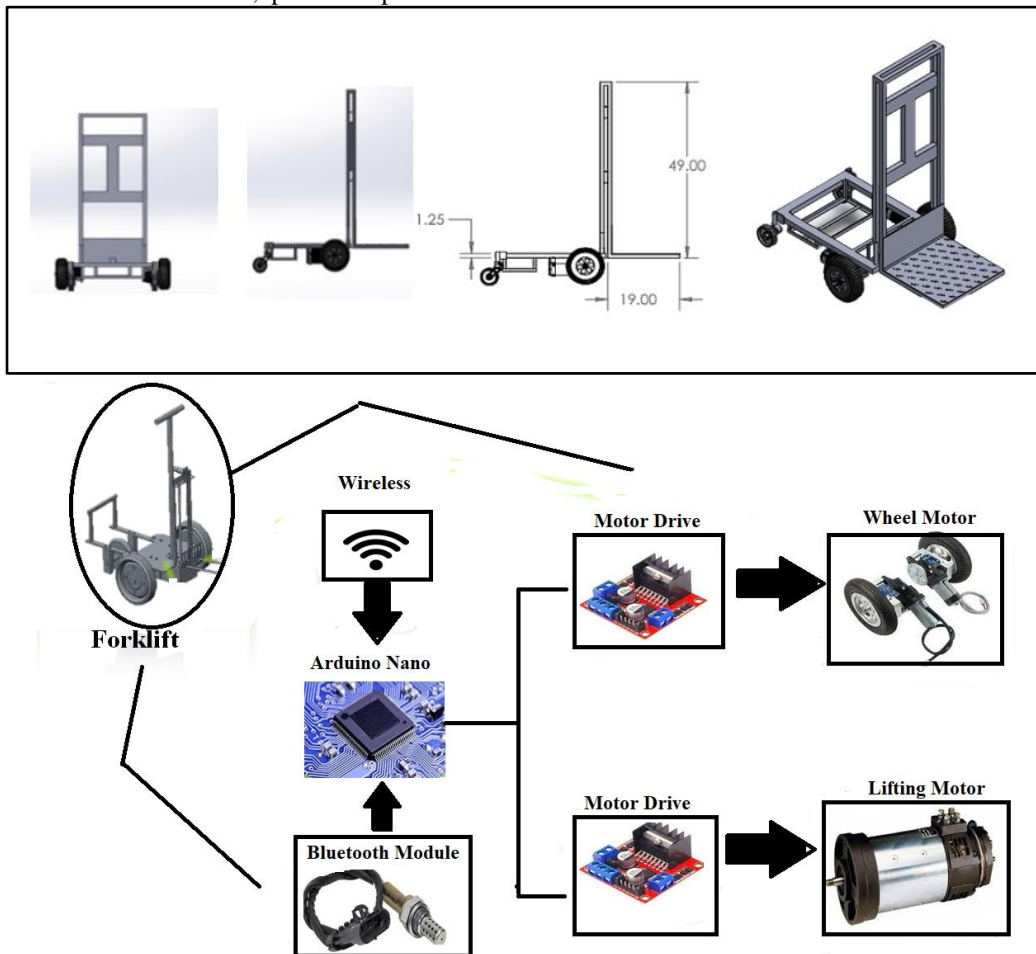 49.00
1.25
19.00
Wireless
Motor Drive
Wheel Motor
Forklift
Arduino Nano
Motor Drive
Lifting Motor
Bluetooth Module